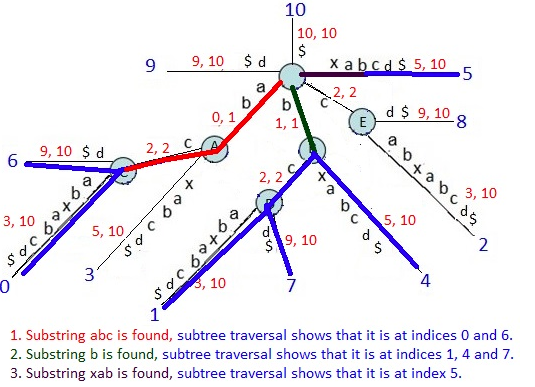 10
10, 10
$
9
9, 10 $ d
x a b c d $ 5, 10
5
a
b
0, 1
b
1, 1
c
2, 2
E
d $ 9, 10
8
6
9, 10 $ d
2, 2 c
A
a
b
x
a
b
c
d
$
3, 10
2
3, 10
$ d c b a x b a
0
5, 10
$ d c b a x
3
2, 2
c
$ d c b a x b a
3, 10
1
d
$
9, 10
7
x
a
b
c
d
$
5, 10
4
1. Substring abc is found, subtree traversal shows that it is at indices 0 and 6.
2. Substring b is found, subtree traversal shows that it is at indices 1, 4 and 7.
3. Substring xab is found, subtree traversal shows that it is at index 5.